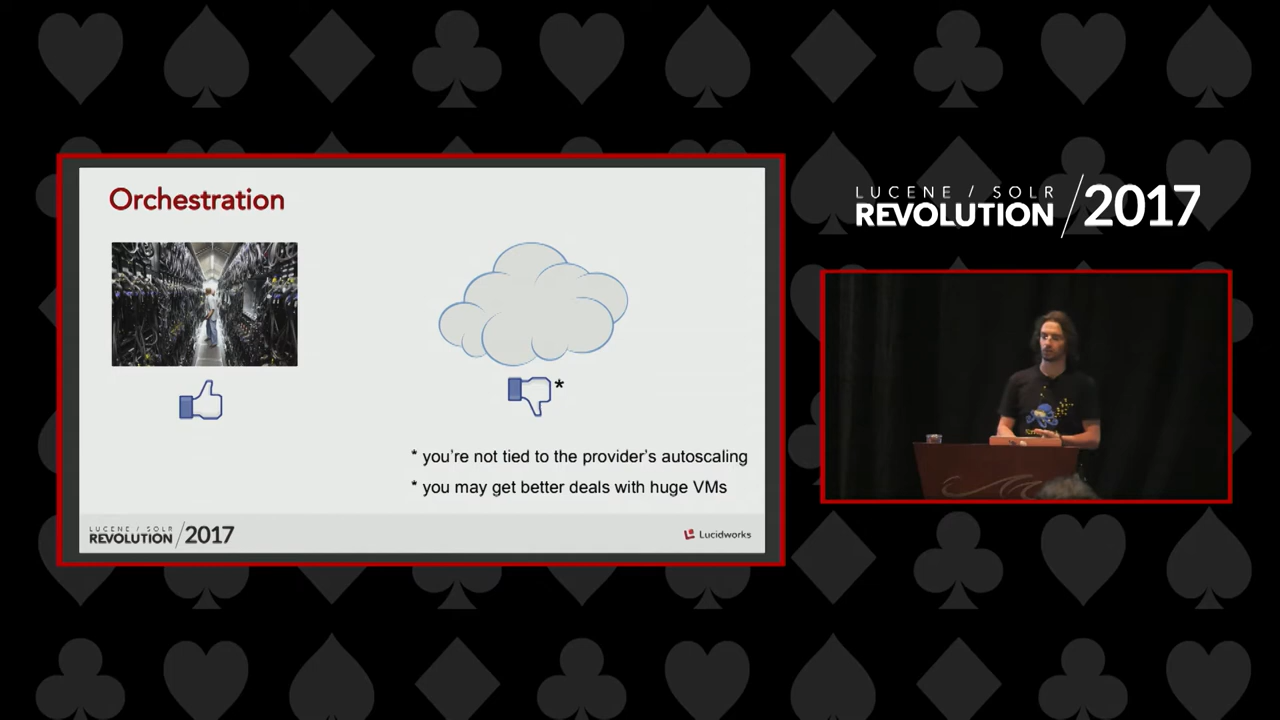 Orchestration
*
* you're not tied to the provider's autoscaling
* you may get better deals with huge VMs
LUCENE / SOLR
REVOLUTION / 2017
Lucidworks
LUCENE / SOLR
REVOLUTION / 2017